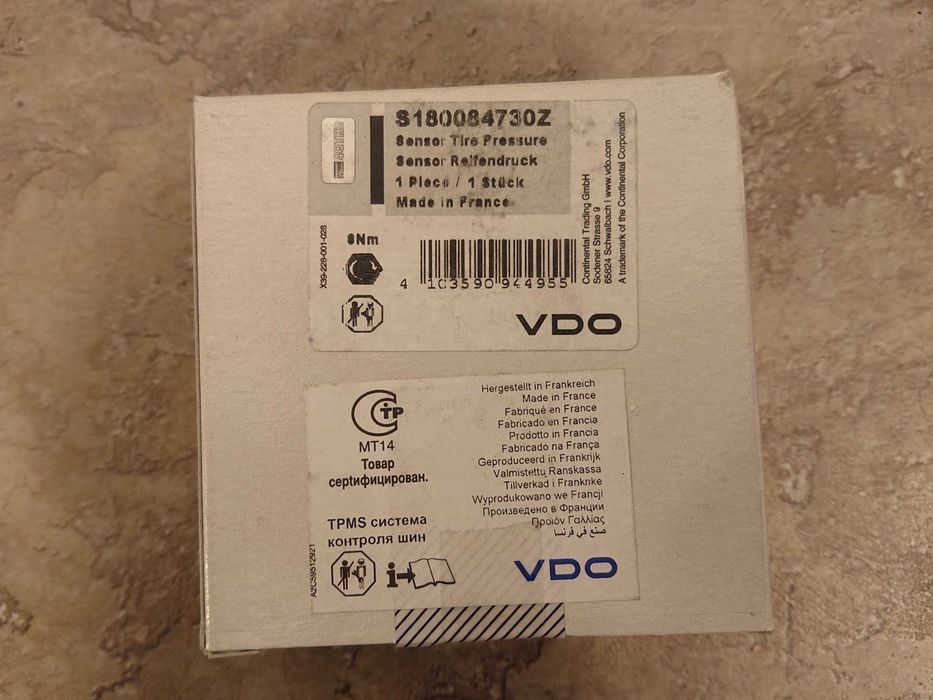 S180084730Z
Sensor Tire Pressure
Sensor Reifendruck
1 Piece / 1 Stück
Made in France
Continental Trading GmbH
Sodener Strasse 9
65824 Schwalbach | www.vdo.com
A trademark of the Continental Corporation
X39-228-001-028
8Nm
4 103590 944955
VDO
Hergestellt in Frankreich
Made in France
Fabriqué en France
Fabricado en Francia
Prodotto in Francia
Fabricado na França
Geproduceerd in Frankrijk
Valmistettu Ranskassa
Tillverkad i Frankrike
Wyprodukowano we Francji
Произведено в Франции
Προϊόν Γαλλίας
صنع في فرنسا
TP
MT14
Товар
сертифицирован.
TPMS система
контроля шин
A2C59512921
i
VDO